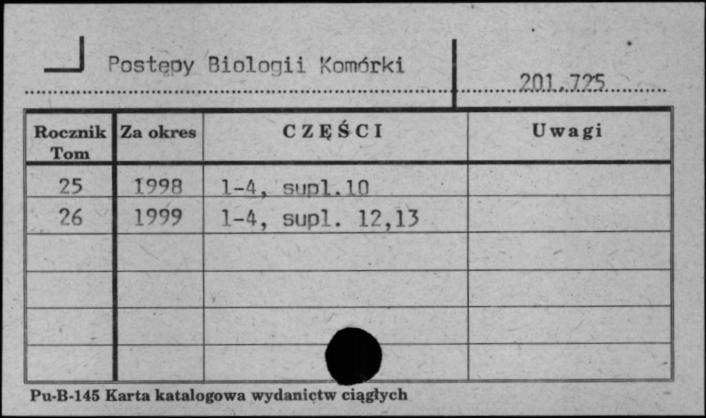 Postępy Biologii Komórki
201.725
Rocznik Tom Za okres CZĘŚCI Uwagi
25 1998 1-4, supl.10
26 1999 1-4, supl. 12,13
Pu-B-145 Karta katalogowa wydanictw ciągłych